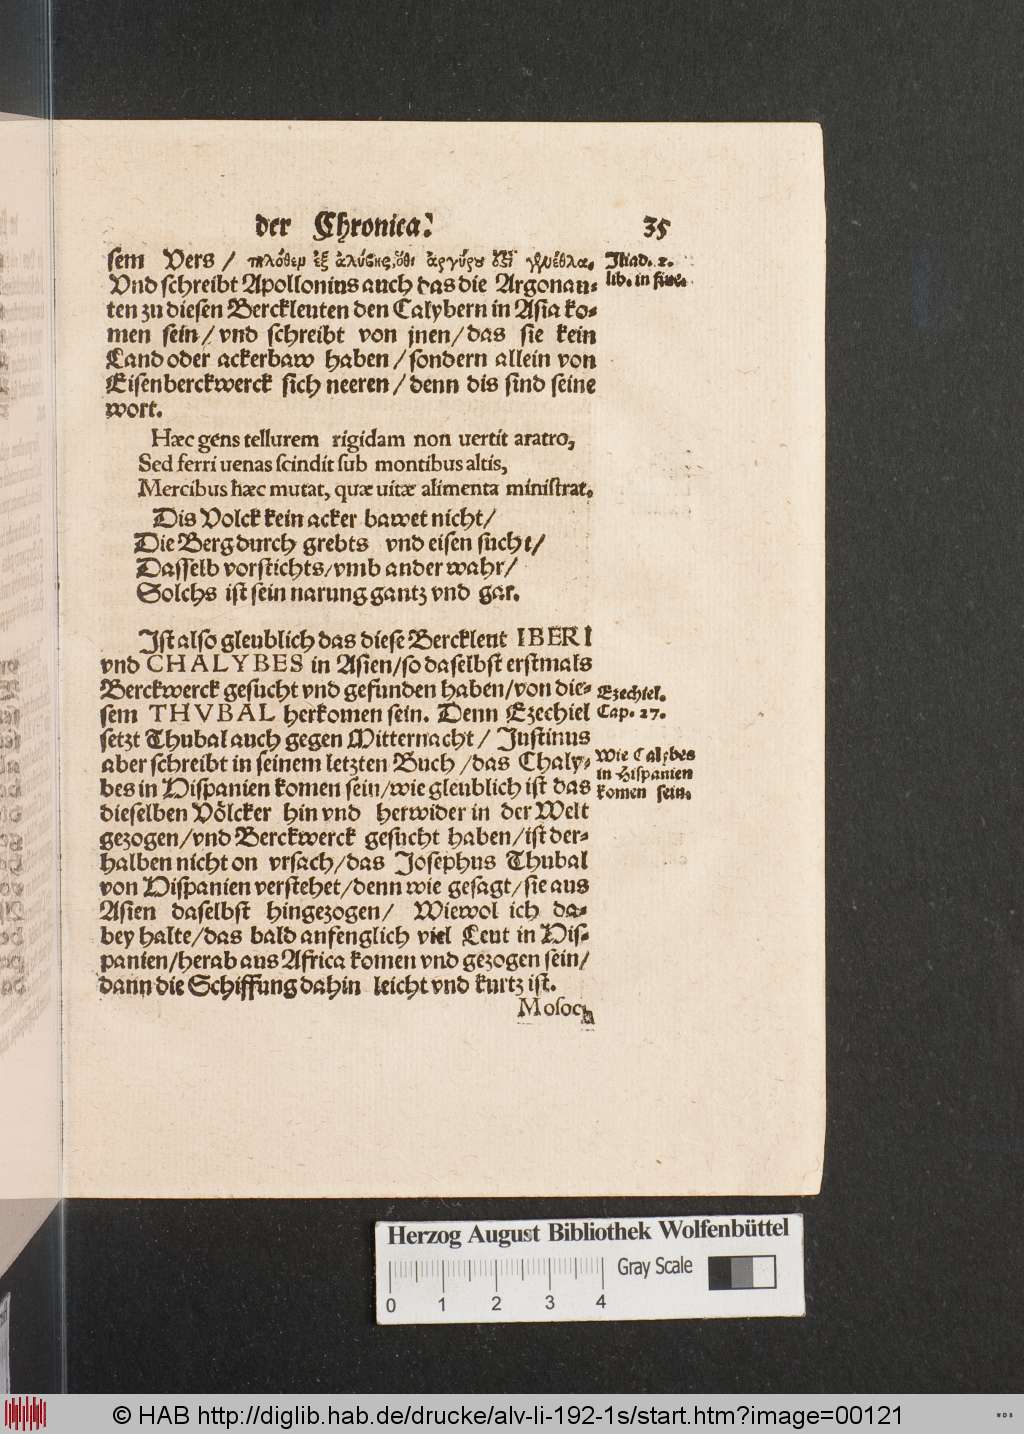 der Chronica.
35
sem Vers / τηλόθεμ ἐξ ἀλύβης, ὅθι ἀργύρου ἐστὶ γενέθλα.
Vnd schreibt Apollonius auch das die Argonau-
ten zu diesen Berckleuten den Calybern in Asia ko-
men sein / vnd schreibt von jnen / das sie kein
Land oder ackerbaw haben / sondern allein von
Eisenberckwerck sich neeren / denn dis sind seine
wort.
Iliad. 2.
lib. in fine.
Hæc gens tellurem rigidam non uertit aratro,
Sed ferri uenas scindit sub montibus altis,
Mercibus hæc mutat, quæ uitæ alimenta ministrat.
Dis Volck kein acker bawet nicht /
Die Berg durch grebts vnd eisen sucht /
Dasselb vorstichts / vmb ander wahr /
Solchs ist sein narung gantz vnd gar.
Ist also gleublich das diese Berckleut IBERI
vnd CHALYBES in Asien / so daselbst erstmals
Berckwerck gesucht vnd gefunden haben / von die-
sem THVBAL herkomen sein. Denn Ezechiel
setzt Thubal auch gegen Mitternacht / Justinus
aber schreibt in seinem letzten Buch / das Chaly-
bes in Hispanien komen sein / wie gleublich ist das
dieselben Völcker hin vnd herwider in der Welt
gezogen / vnd Berckwerck gesucht haben / ist der-
halben nicht on vrsach / das Josephus Thubal
von Hispanien verstehet / denn wie gesagt / sie aus
Asien daselbst hingezogen / Wiewol ich da-
bey halte / das bald anfenglich viel Leut in His-
panien / herab aus Africa komen vnd gezogen sein /
dann die Schiffung dahin leicht vnd kurtz ist.
Ezechiel.
Cap. 27.
Wie Calybes
in Hispanien
komen sein.
Mosoch
Herzog August Bibliothek Wolfenbüttel
Gray Scale
0 1 2 3 4
© HAB http://diglib.hab.de/drucke/alv-li-192-1s/start.htm?image=00121